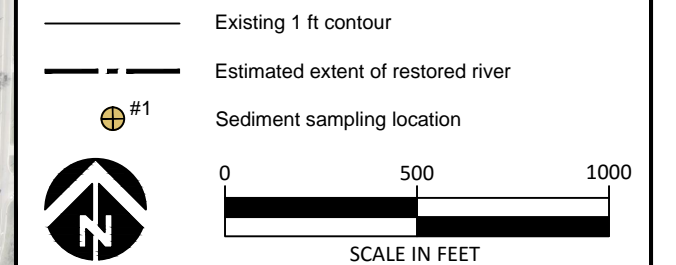 Existing 1 ft contour
Estimated extent of restored river
#1 Sediment sampling location
0 500 1000
N
SCALE IN FEET